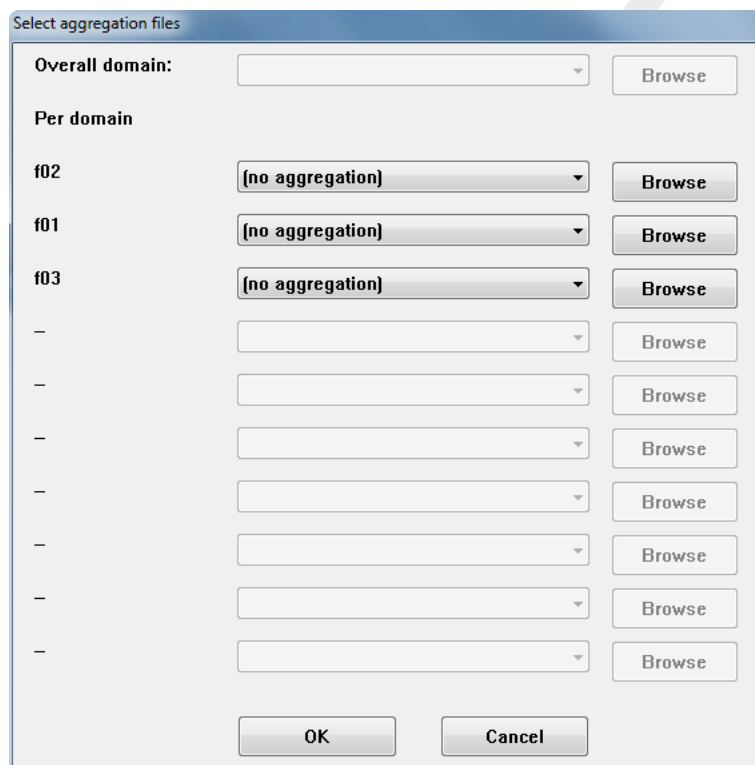 Select aggregation files
Overall domain: Browse
Per domain
f02 (no aggregation) Browse
f01 (no aggregation) Browse
f03 (no aggregation) Browse
– Browse
– Browse
– Browse
– Browse
– Browse
– Browse
– Browse
OK Cancel